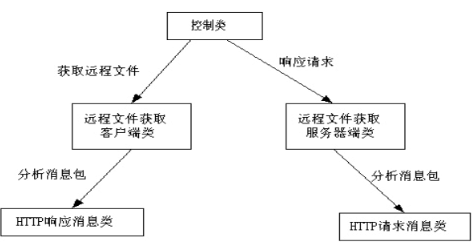 控制类
获取远程文件
响应请求
远程文件获取
客户端类
远程文件获取
服务器端类
分析消息包
分析消息包
HTTP响应消息类
HTTP请求消息类